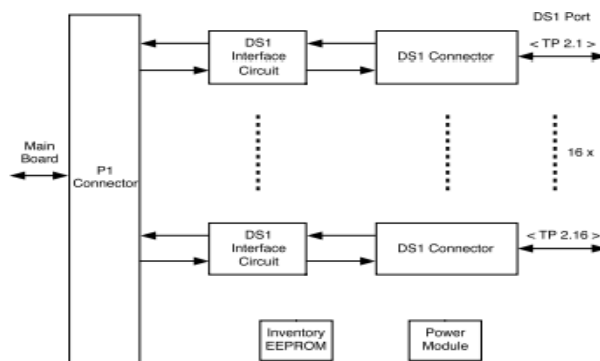 DS1 Port
DS1
Interface
Circuit
DS1 Connector
< TP 2.1 >
Main
Board
P1
Connector
16 x
DS1
Interface
Circuit
DS1 Connector
< TP 2.16 >
Inventory
EEPROM
Power
Module